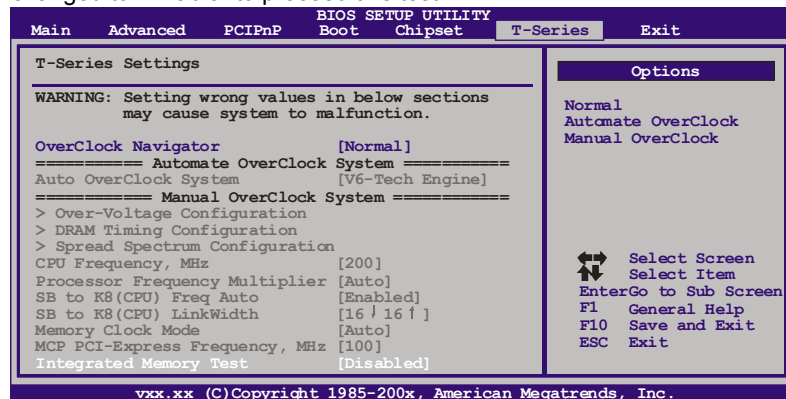 BIOS SETUP UTILITY
Main Advanced PCIPnP Boot Chipset T-Series Exit
T-Series Settings
WARNING: Setting wrong values in below sections
may cause system to malfunction.
OverClock Navigator [Normal]
=========== Automate OverClock System ===========
Auto OverClock System [V6-Tech Engine]
============ Manual OverClock System ============
> Over-Voltage Configuration
> DRAM Timing Configuration
> Spread Spectrum Configuration
CPU Frequency, MHz [200]
Processor Frequency Multiplier [Auto]
SB to K8(CPU) Freq Auto [Enabled]
SB to K8(CPU) LinkWidth [16 ↓ 16 ↑ ]
Memory Clock Mode [Auto]
MCP PCI-Express Frequency, MHz [100]
Integrated Memory Test [Disabled]
Options
Normal
Automate OverClock
Manual OverClock
Select Screen
Select Item
Enter Go to Sub Screen
F1 General Help
F10 Save and Exit
ESC Exit
vxx.xx (C)Copyright 1985-200x, American Megatrends, Inc.